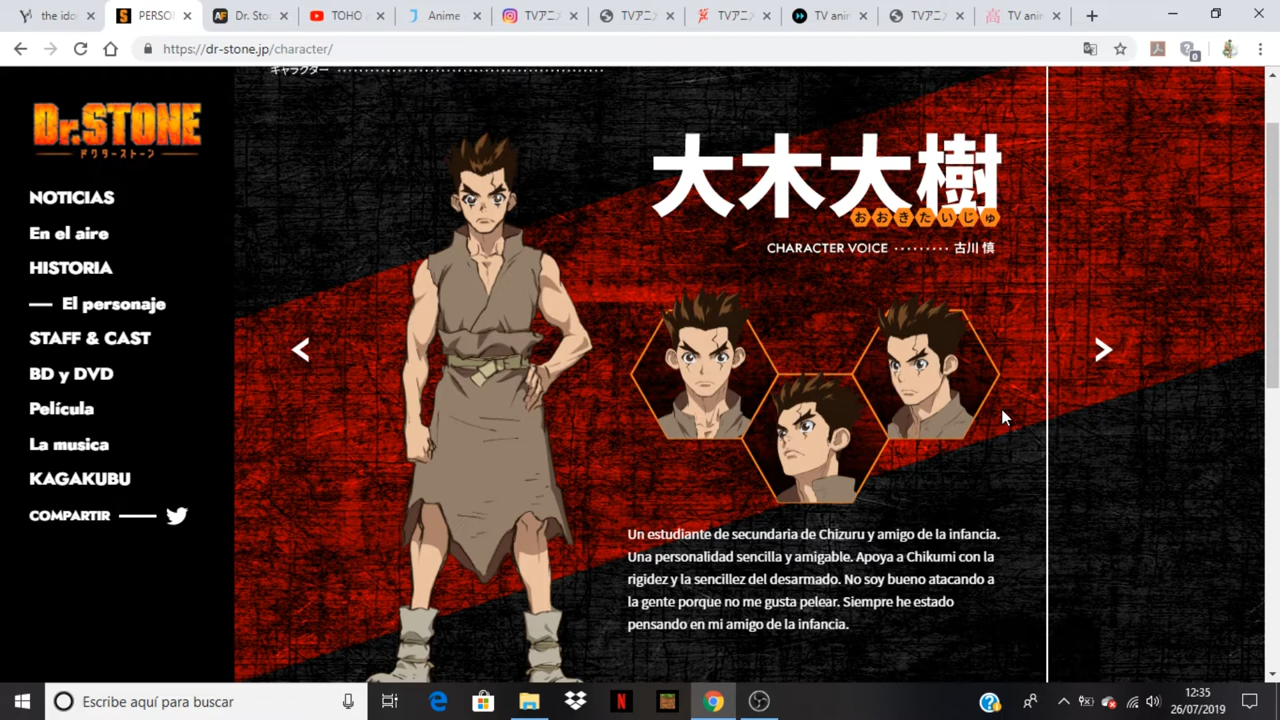 the ido
PERSO
Dr. Sto
TOHO
Anime
TVアニ
TVアニ
TVアニ
TV anir
TVアニ
TV anir
https://dr-stone.jp/character/
0
キャラクター
Dr.STONE
ドクターストーン
NOTICIAS
En el aire
HISTORIA
El personaje
STAFF & CAST
BD y DVD
Película
La musica
KAGAKUBU
COMPARTIR
大木大樹
おおきたいじゅ
CHARACTER VOICE ········· 古川 慎
Un estudiante de secundaria de Chizuru y amigo de la infancia.
Una personalidad sencilla y amigable. Apoya a Chikumi con la
rigidez y la sencillez del desarmado. No soy bueno atacando a
la gente porque no me gusta pelear. Siempre he estado
pensando en mi amigo de la infancia.
Escribe aquí para buscar
12:35
26/07/2019